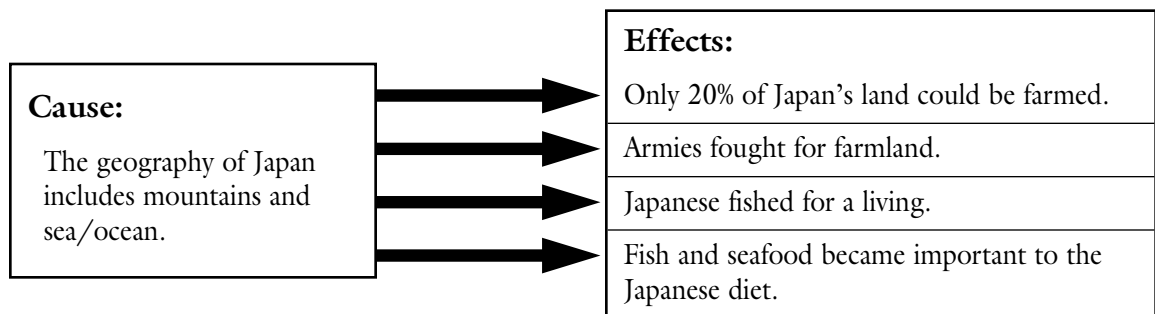 Cause:
The geography of Japan
includes mountains and
sea/ocean.
Effects:
Only 20% of Japan’s land could be farmed.
Armies fought for farmland.
Japanese fished for a living.
Fish and seafood became important to the
Japanese diet.